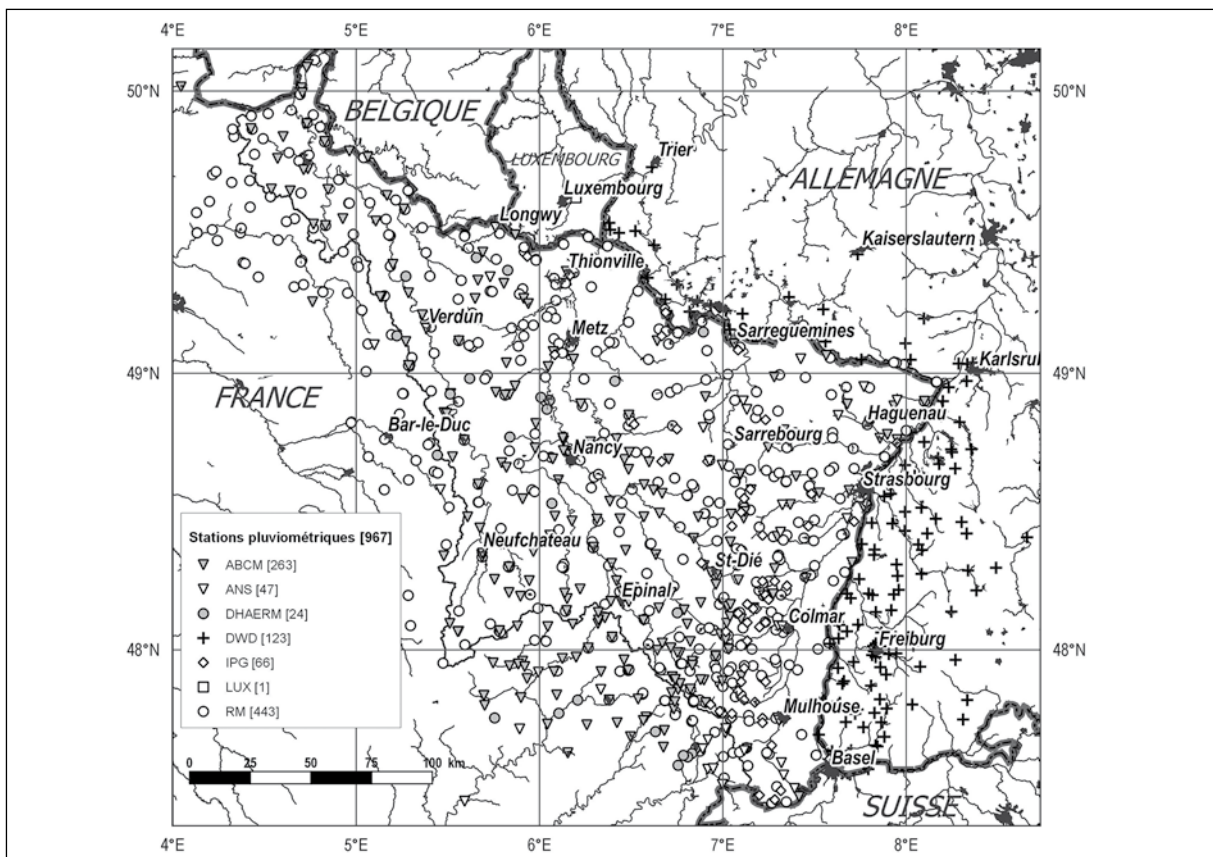 4°E 5°E 6°E 7°E 8°E
50°N 50°N
BELGIQUE
LUXEMBOURG
Trier
ALLEMAGNE
Luxembourg
Longwy
Kaiserslautern
Thionville
Verdun
Metz
Sarreguemines
49°N 49°N
Karlsruh
FRANCE
Haguenau
Bar-le-Duc
Sarrebourg
Nancy
Strasbourg
Stations pluviométriques [967]
ABCM [263]
ANS [47]
DHAERM [24]
DWD [123]
IPG [66]
LUX [1]
RM [443]
Neufchateau
St-Dié
Epinal
Colmar
48°N 48°N
Freiburg
Mulhouse
Basel
0 25 50 75 100 km
SUISSE
4°E 5°E 6°E 7°E 8°E